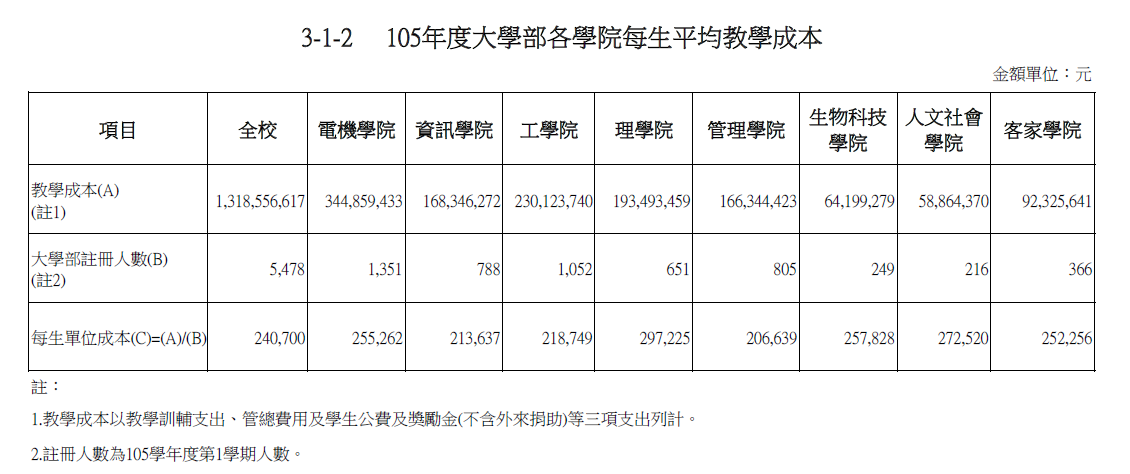 3-1-2 105年度大學部各學院每生平均教學成本
金額單位：元
項目 全校 電機學院 資訊學院 工學院 理學院 管理學院 生物科技學院 人文社會學院 客家學院
教學成本(A)
(註1) 1,318,556,617 344,859,433 168,346,272 230,123,740 193,493,459 166,344,423 64,199,279 58,864,370 92,325,641
大學部註冊人數(B)
(註2) 5,478 1,351 788 1,052 651 805 249 216 366
每生單位成本(C)=(A)/(B) 240,700 255,262 213,637 218,749 297,225 206,639 257,828 272,520 252,256
註：
1.教學成本以教學訓輔支出、管總費用及學生公費及獎勵金(不含外來捐助)等三項支出列計。
2.註冊人數為105學年度第1學期人數。